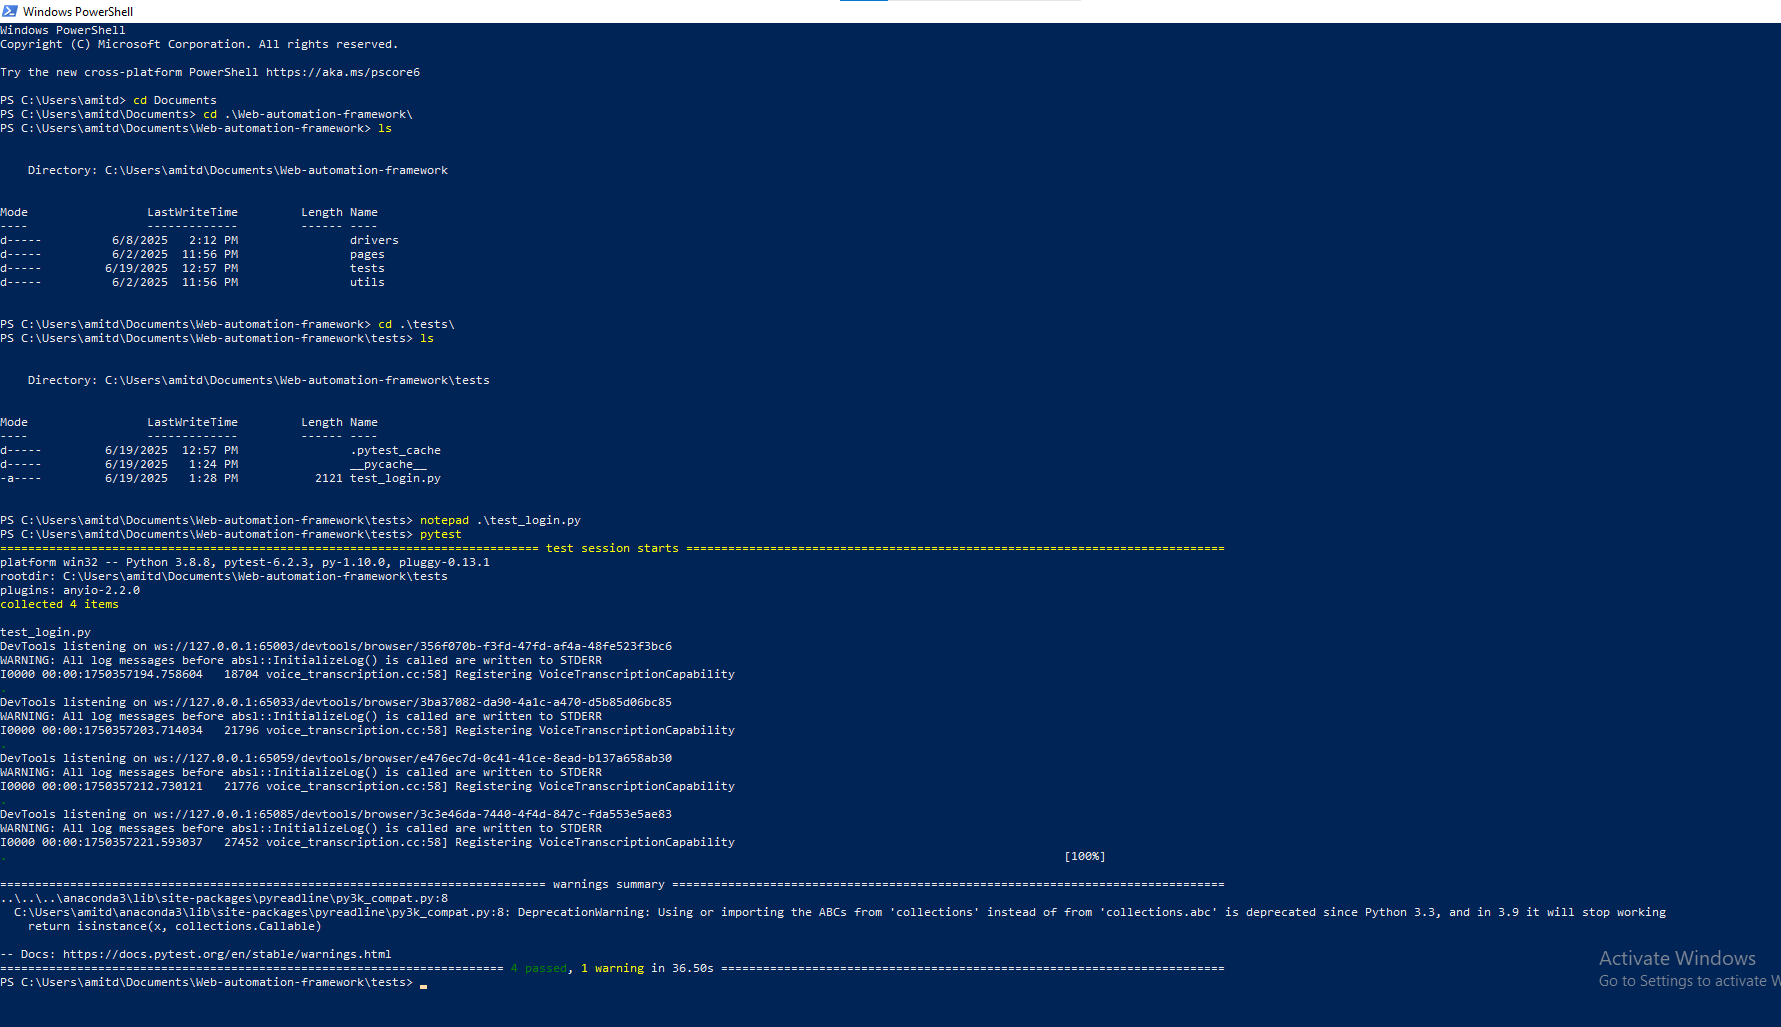 Windows PowerShell
Windows PowerShell
Copyright (C) Microsoft Corporation. All rights reserved.
Try the new cross-platform PowerShell https://aka.ms/pscore6
PS C:\Users\amitd> cd Documents
PS C:\Users\amitd\Documents> cd .\Web-automation-framework\
PS C:\Users\amitd\Documents\Web-automation-framework> ls
Directory: C:\Users\amitd\Documents\Web-automation-framework
Mode                 LastWriteTime         Length Name
----                 -------------         ------ ----
d-----          6/8/2025   2:12 PM                drivers
d-----          6/2/2025  11:56 PM                pages
d-----         6/19/2025  12:57 PM                tests
d-----          6/2/2025  11:56 PM                utils
PS C:\Users\amitd\Documents\Web-automation-framework> cd .\tests\
PS C:\Users\amitd\Documents\Web-automation-framework\tests> ls
Directory: C:\Users\amitd\Documents\Web-automation-framework\tests
Mode                 LastWriteTime         Length Name
----                 -------------         ------ ----
d-----         6/19/2025  12:57 PM                .pytest_cache
d-----         6/19/2025   1:24 PM                __pycache__
-a----         6/19/2025   1:28 PM           2121 test_login.py
PS C:\Users\amitd\Documents\Web-automation-framework\tests> notepad .\test_login.py
PS C:\Users\amitd\Documents\Web-automation-framework\tests> pytest
============================================================================= test session starts =============================================================================
platform win32 -- Python 3.8.8, pytest-6.2.3, py-1.10.0, pluggy-0.13.1
rootdir: C:\Users\amitd\Documents\Web-automation-framework\tests
plugins: anyio-2.2.0
collected 4 items
test_login.py
DevTools listening on ws://127.0.0.1:65003/devtools/browser/356f070b-f3fd-47fd-af4a-48fe523f3bc6
WARNING: All log messages before absl::InitializeLog() is called are written to STDERR
I0000 00:00:1750357194.758604   18704 voice_transcription.cc:58] Registering VoiceTranscriptionCapability
.
DevTools listening on ws://127.0.0.1:65033/devtools/browser/3ba37082-da90-4a1c-a470-d5b85d06bc85
WARNING: All log messages before absl::InitializeLog() is called are written to STDERR
I0000 00:00:1750357203.714034   21796 voice_transcription.cc:58] Registering VoiceTranscriptionCapability
.
DevTools listening on ws://127.0.0.1:65059/devtools/browser/e476ec7d-0c41-41ce-8ead-b137a658ab30
WARNING: All log messages before absl::InitializeLog() is called are written to STDERR
I0000 00:00:1750357212.730121   21776 voice_transcription.cc:58] Registering VoiceTranscriptionCapability
.
DevTools listening on ws://127.0.0.1:65085/devtools/browser/3c3e46da-7440-4f4d-847c-fda553e5ae83
WARNING: All log messages before absl::InitializeLog() is called are written to STDERR
I0000 00:00:1750357221.593037   27452 voice_transcription.cc:58] Registering VoiceTranscriptionCapability
. [100%]
============================================================================== warnings summary ===============================================================================
..\..\..\anaconda3\lib\site-packages\pyreadline\py3k_compat.py:8
C:\Users\amitd\anaconda3\lib\site-packages\pyreadline\py3k_compat.py:8: DeprecationWarning: Using or importing the ABCs from 'collections' instead of from 'collections.abc' is deprecated since Python 3.3, and in 3.9 it will stop working
return isinstance(x, collections.Callable)
-- Docs: https://docs.pytest.org/en/stable/warnings.html
======================================================================== 4 passed, 1 warning in 36.50s ========================================================================
PS C:\Users\amitd\Documents\Web-automation-framework\tests>
Activate Windows
Go to Settings to activate W